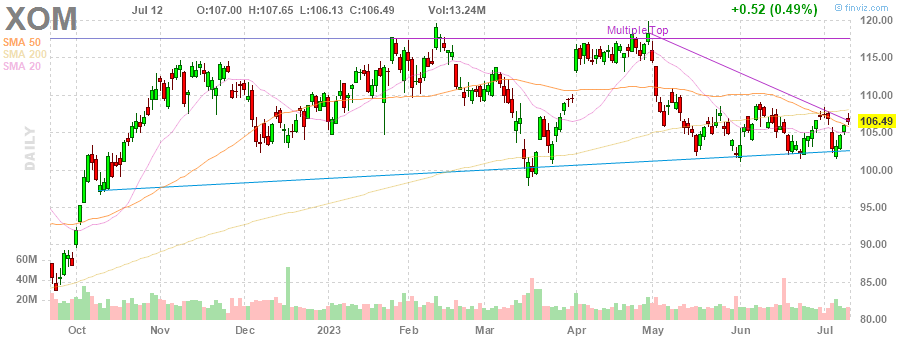 XOM
Jul 12 O:107.00 H:107.65 L:106.13 C:106.49 Vol:13.24M +0.52 (0.49%) © finviz.com
SMA 50
SMA 200
SMA 20
Multiple Top
DAILY
120.00
115.00
110.00
106.49
105.00
100.00
95.00
90.00
85.00
80.00
60M
40M
20M
Oct Nov Dec 2023 Feb Mar Apr May Jun Jul